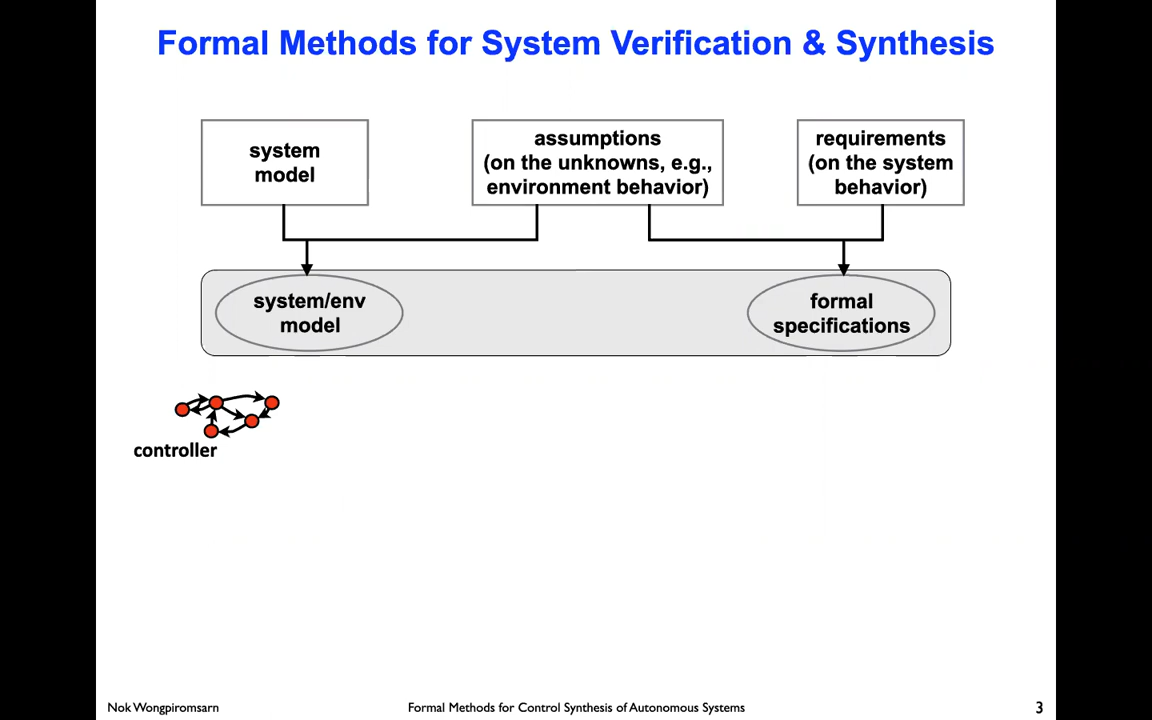 Formal Methods for System Verification & Synthesis
system
model
assumptions
(on the unknowns, e.g.,
environment behavior)
requirements
(on the system
behavior)
system/env
model
formal
specifications
controller
Nok Wongpiromsarn
Formal Methods for Control Synthesis of Autonomous Systems
3